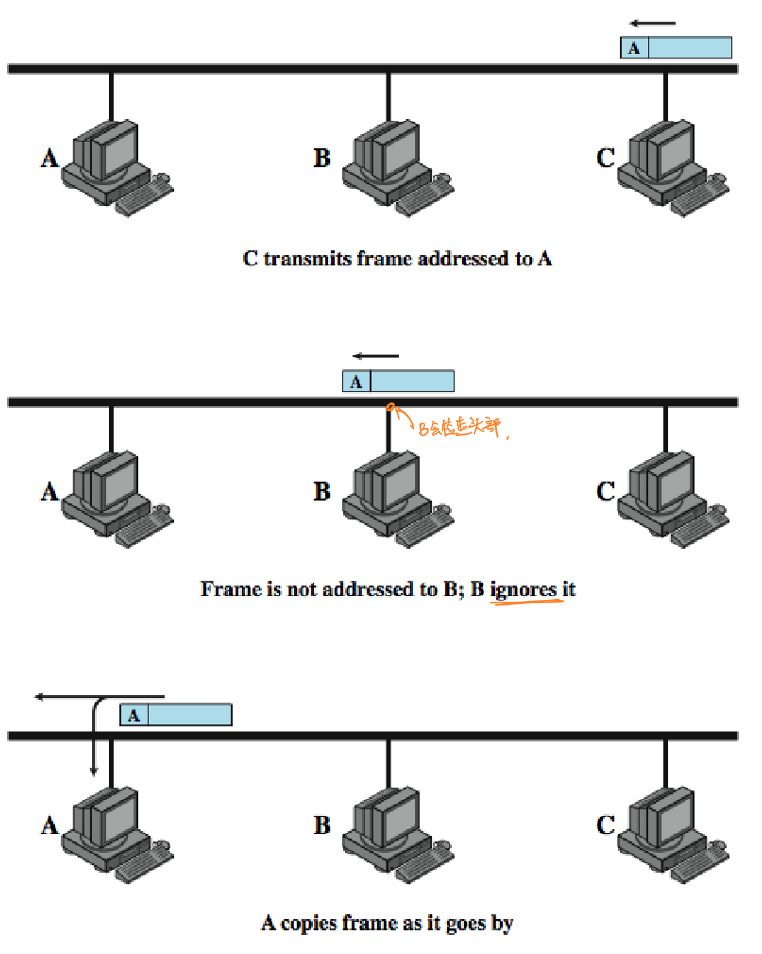 A
A
B
C
C transmits frame addressed to A
A
B会检查头部.
A
B
C
Frame is not addressed to B; B ignores it
A
A
B
C
A copies frame as it goes by